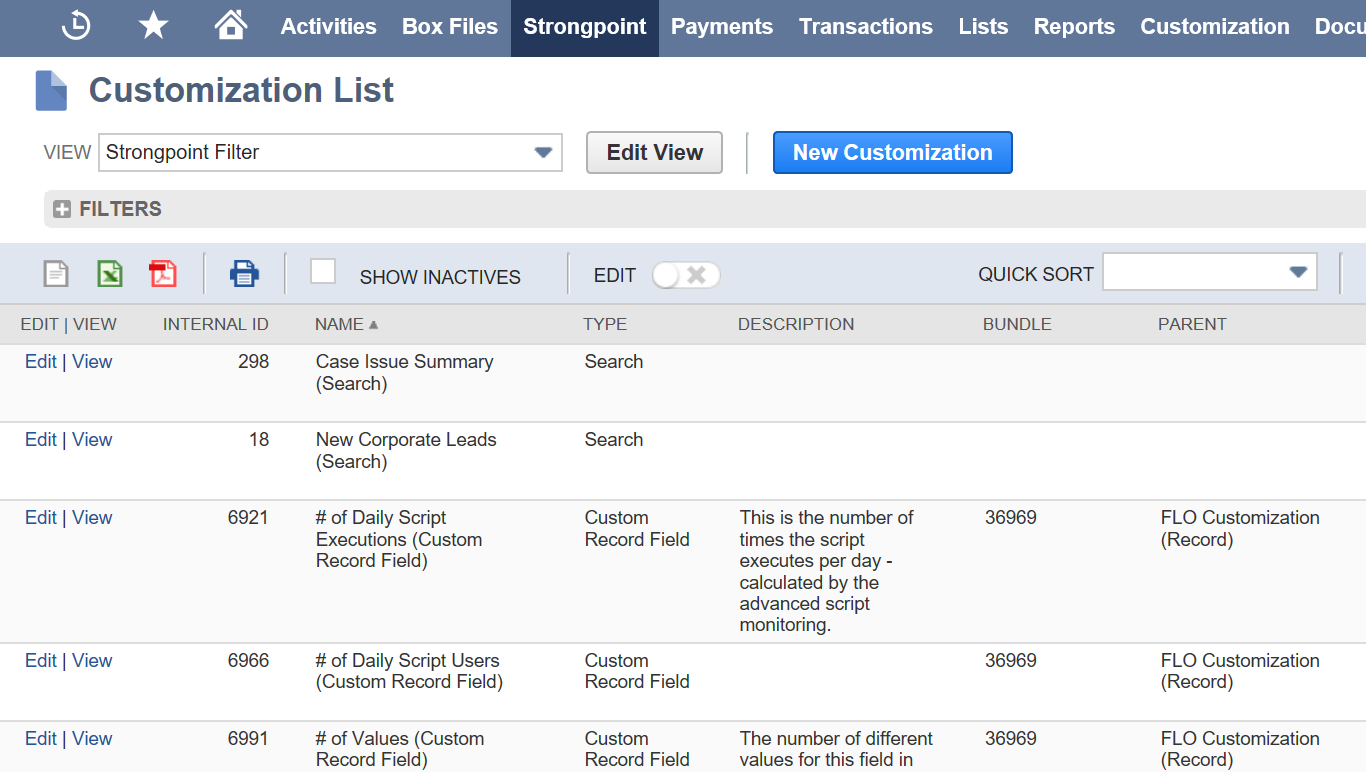 Activities Box Files Strongpoint Payments Transactions Lists Reports Customization Docu
Customization List
VIEW Strongpoint Filter Edit View New Customization
FILTERS
SHOW INACTIVES EDIT QUICK SORT
EDIT | VIEW INTERNAL ID NAME TYPE DESCRIPTION BUNDLE PARENT
Edit | View 298 Case Issue Summary Search
(Search)
Edit | View 18 New Corporate Leads Search
(Search)
Edit | View 6921 # of Daily Script Custom This is the number of 36969 FLO Customization
Executions (Custom Record Field) times the script (Record)
Record Field) executes per day -
calculated by the
advanced script
monitoring.
Edit | View 6966 # of Daily Script Users Custom 36969 FLO Customization
(Custom Record Field) Record Field (Record)
Edit | View 6991 # of Values (Custom Custom The number of different 36969 FLO Customization
Record Field) Record Field values for this field in (Record)